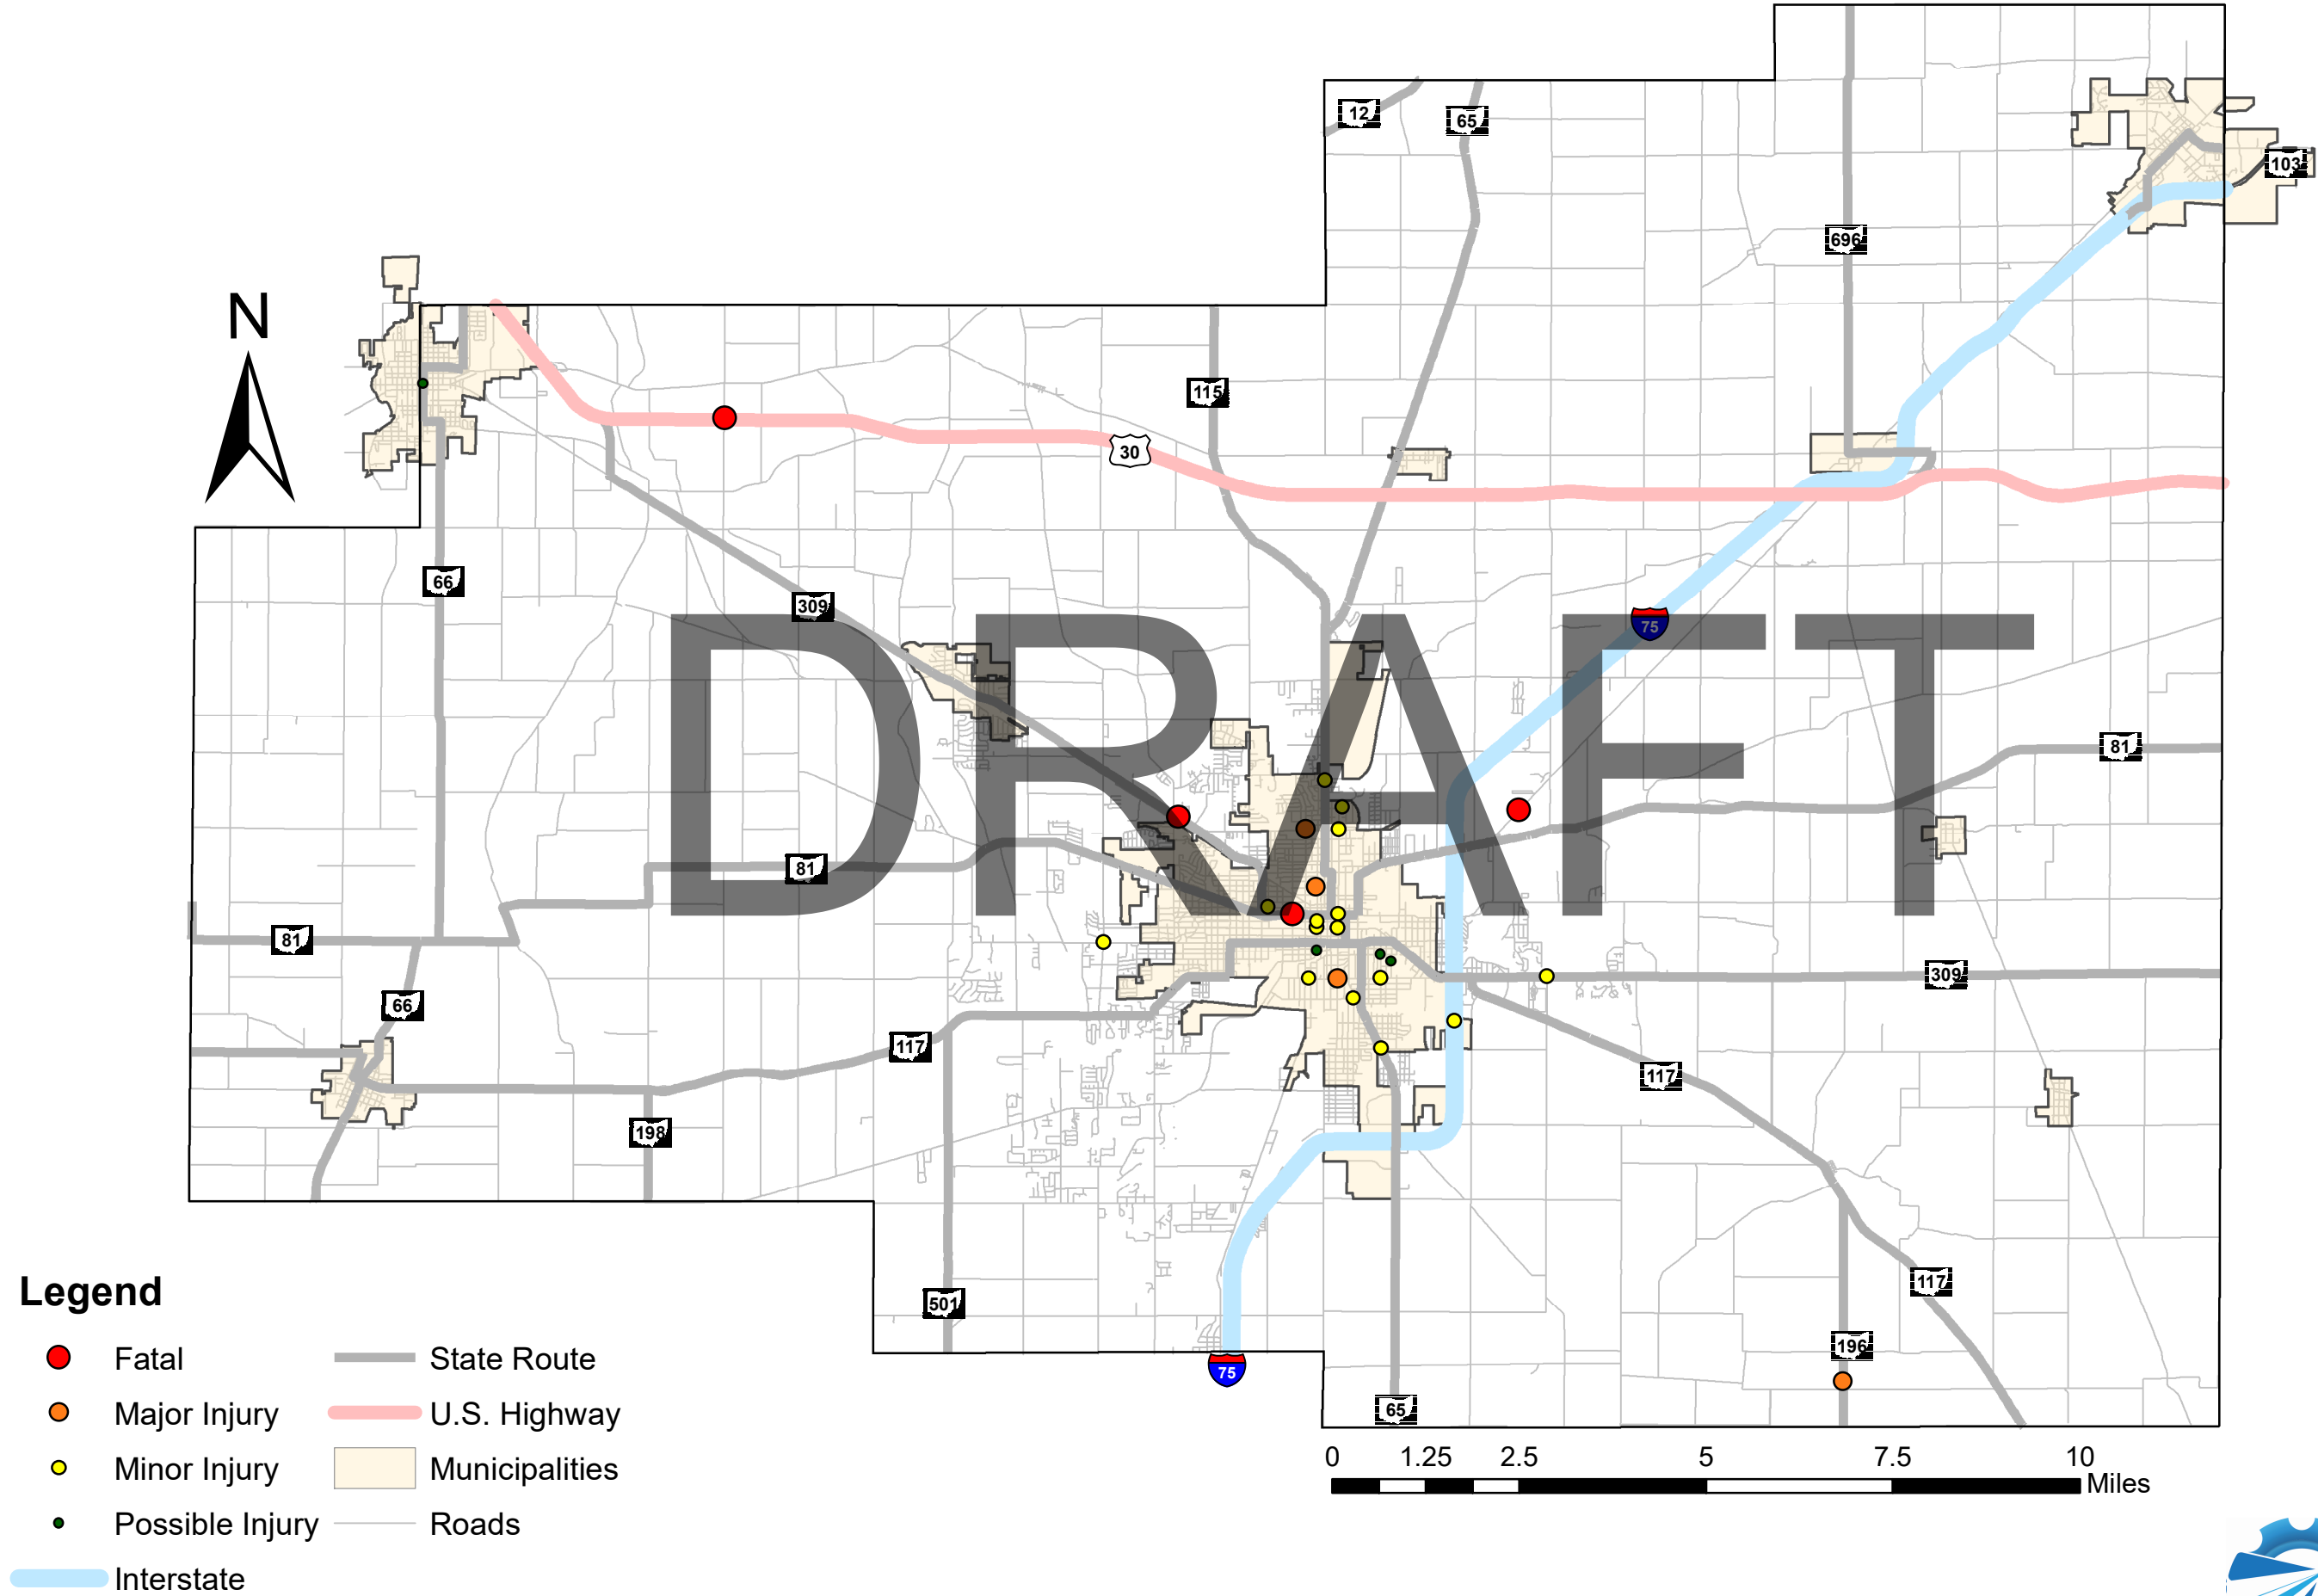 12
65
103
696
N
115
30
66
309
75
DRAFT
81
81
81
309
66
117
117
198
117
501
196
75
65
Legend
Fatal
State Route
Major Injury
U.S. Highway
Minor Injury
Municipalities
Possible Injury
Roads
Interstate
0 1.25 2.5 5 7.5 10
Miles